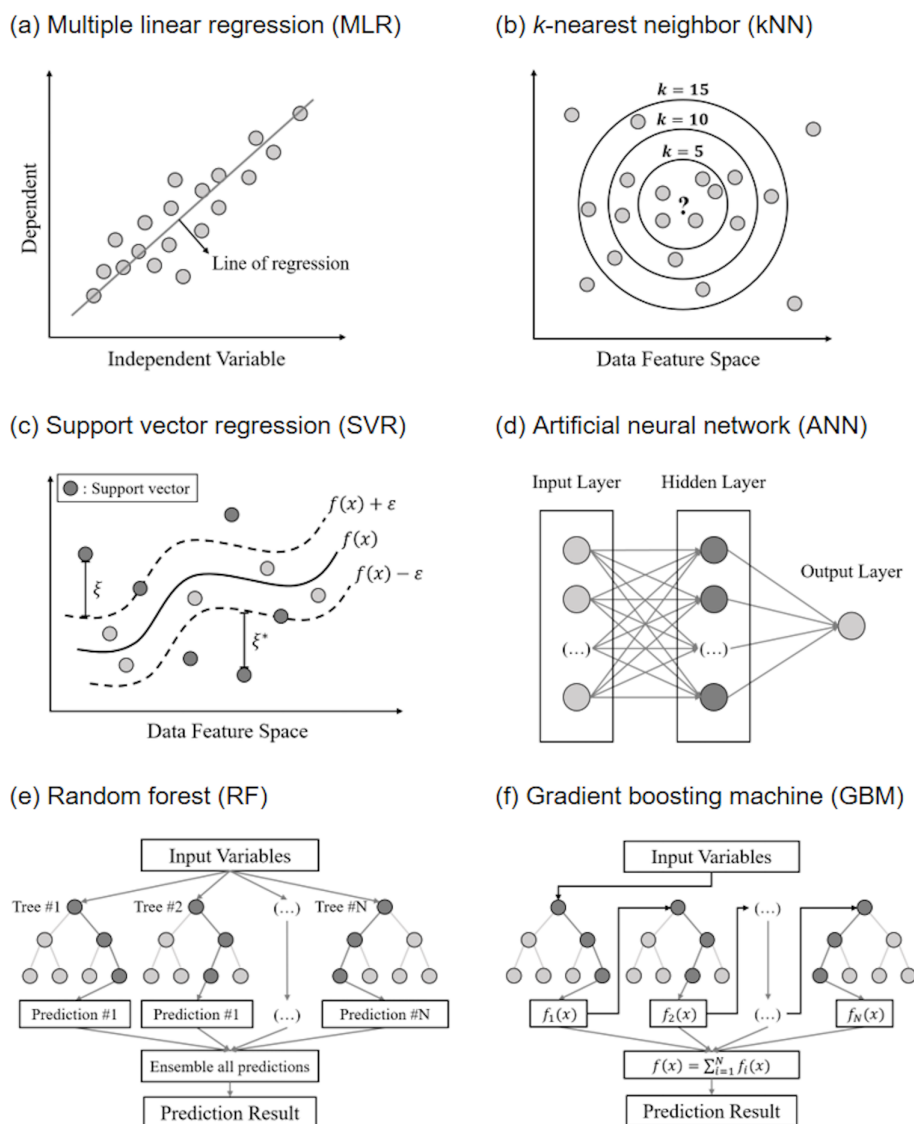 (a) Multiple linear regression (MLR)
Dependent
Line of regression
Independent Variable
(b) k-nearest neighbor (kNN)
k = 15
k = 10
k = 5
?
Data Feature Space
(c) Support vector regression (SVR)
: Support vector
f(x) + ε
f(x)
f(x) − ε
ξ
ξ*
Data Feature Space
(d) Artificial neural network (ANN)
Input Layer
Hidden Layer
Output Layer
(…)
(…)
(e) Random forest (RF)
Input Variables
Tree #1
Tree #2
(…)
Tree #N
Prediction #1
Prediction #1
(…)
Prediction #N
Ensemble all predictions
Prediction Result
(f) Gradient boosting machine (GBM)
Input Variables
(…)
f₁(x)
f₂(x)
(…)
f_N(x)
f(x) = ∑ᵢ₌₁ᴺ fᵢ(x)
Prediction Result